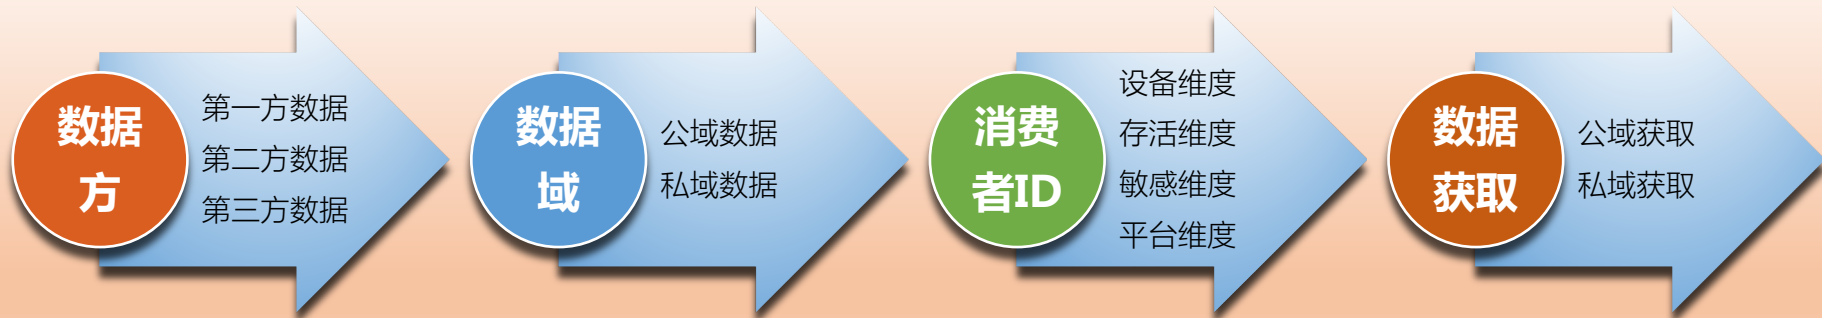 数据
方
第一方数据
第二方数据
第三方数据
数据
域
公域数据
私域数据
消费
者ID
设备维度
存活维度
敏感维度
平台维度
数据
获取
公域获取
私域获取